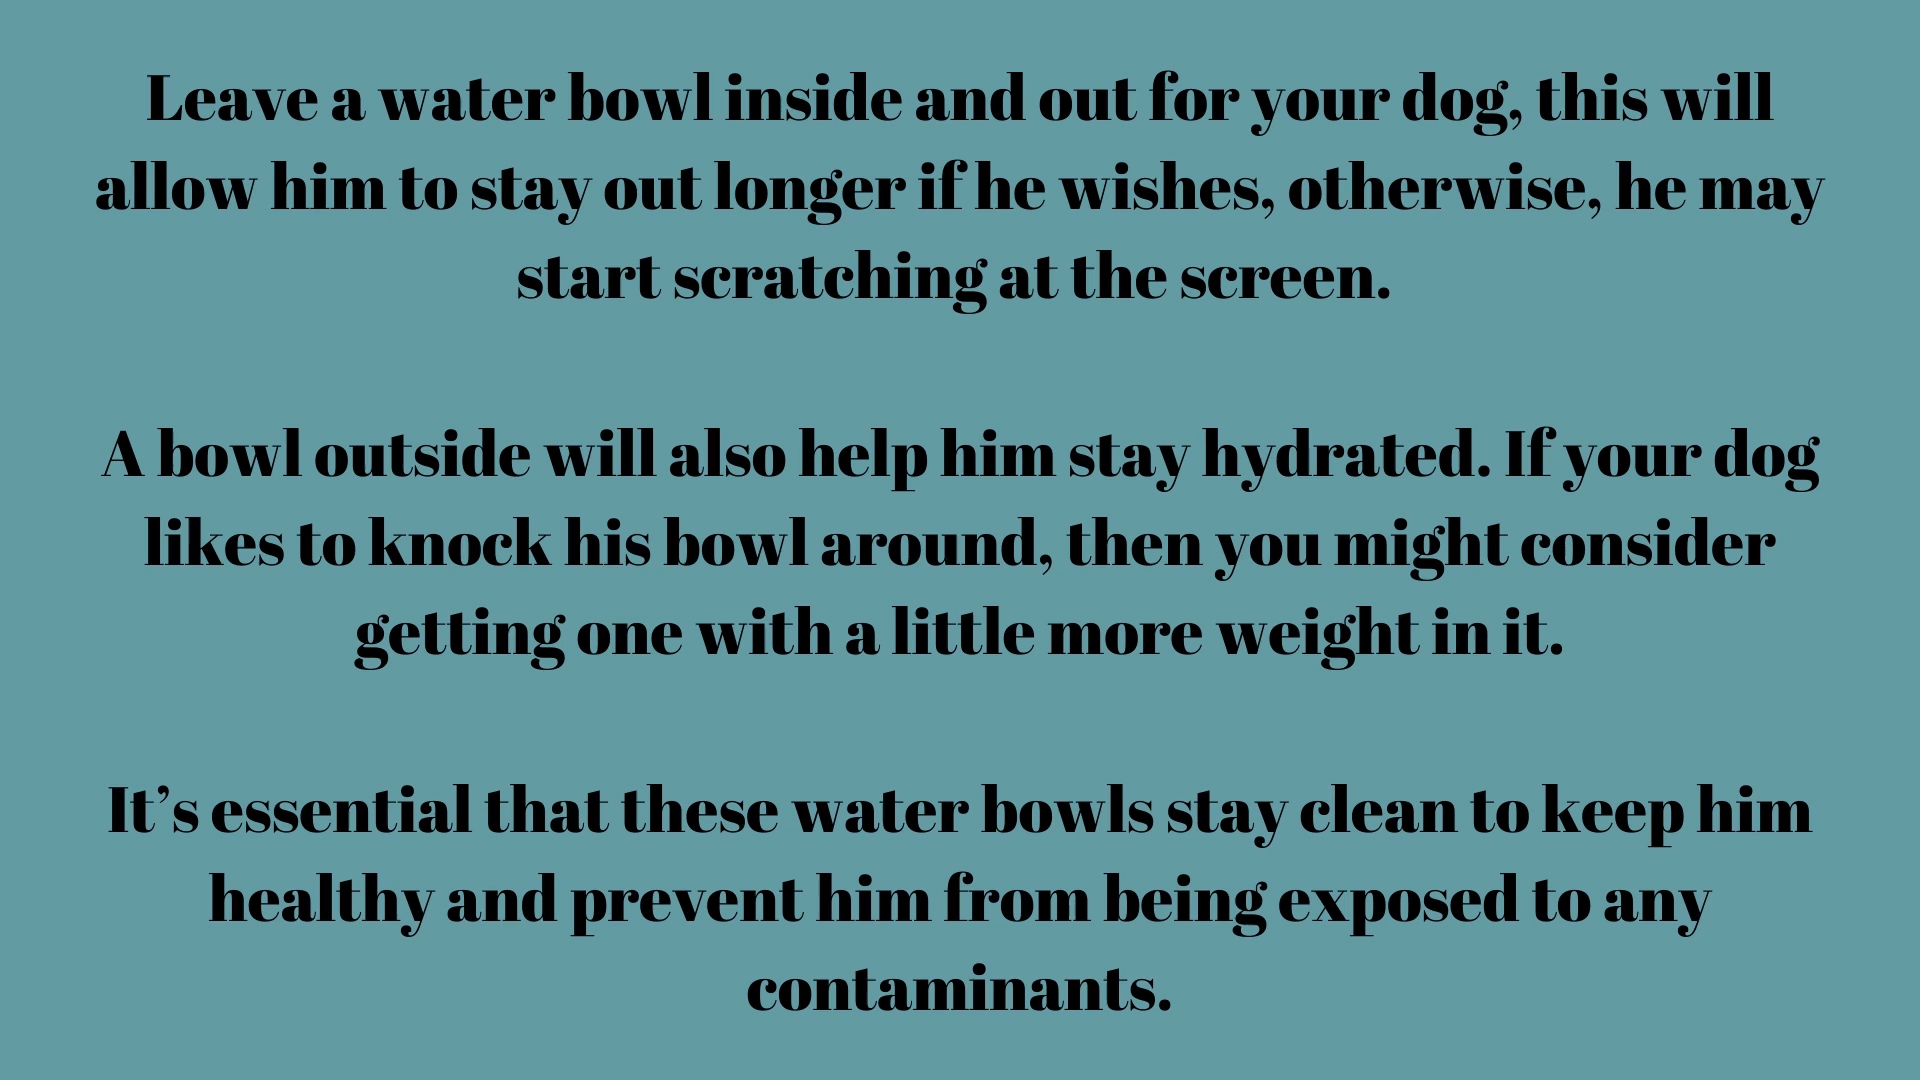 Leave a water bowl inside and out for your dog, this will
allow him to stay out longer if he wishes, otherwise, he may
start scratching at the screen.
A bowl outside will also help him stay hydrated. If your dog
likes to knock his bowl around, then you might consider
getting one with a little more weight in it.
It’s essential that these water bowls stay clean to keep him
healthy and prevent him from being exposed to any
contaminants.